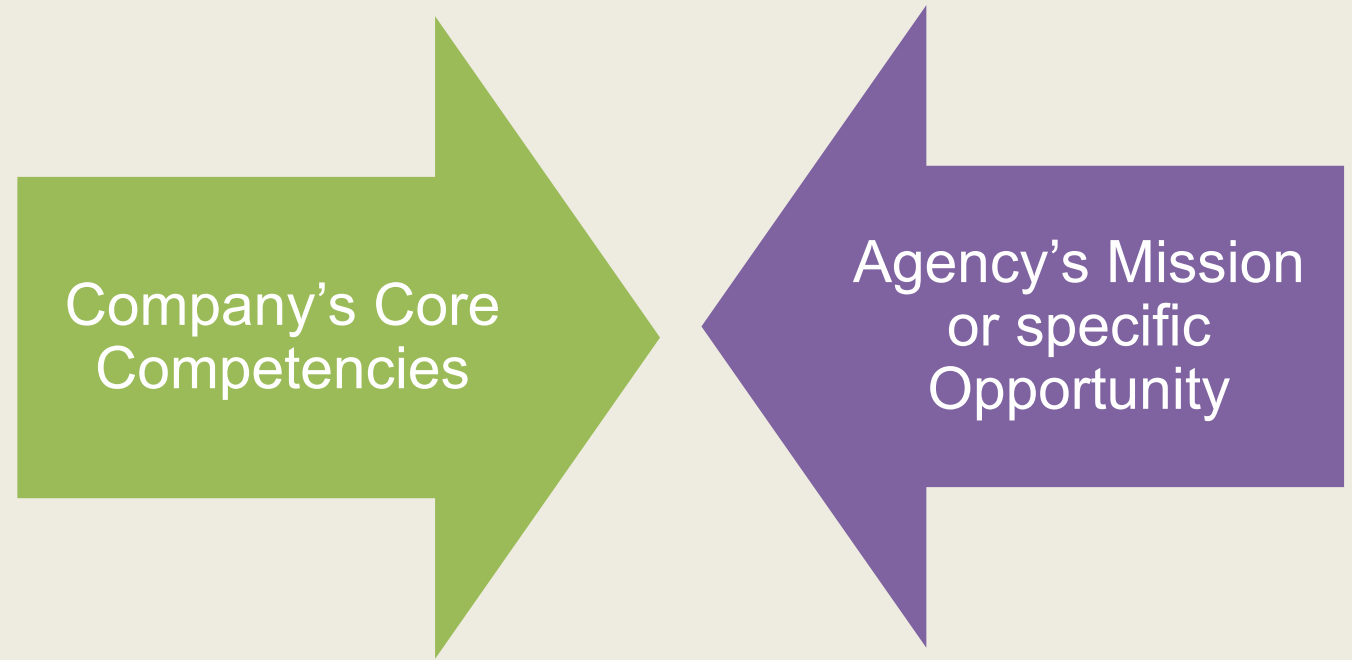 Company’s Core
Competencies
Agency’s Mission
or specific
Opportunity